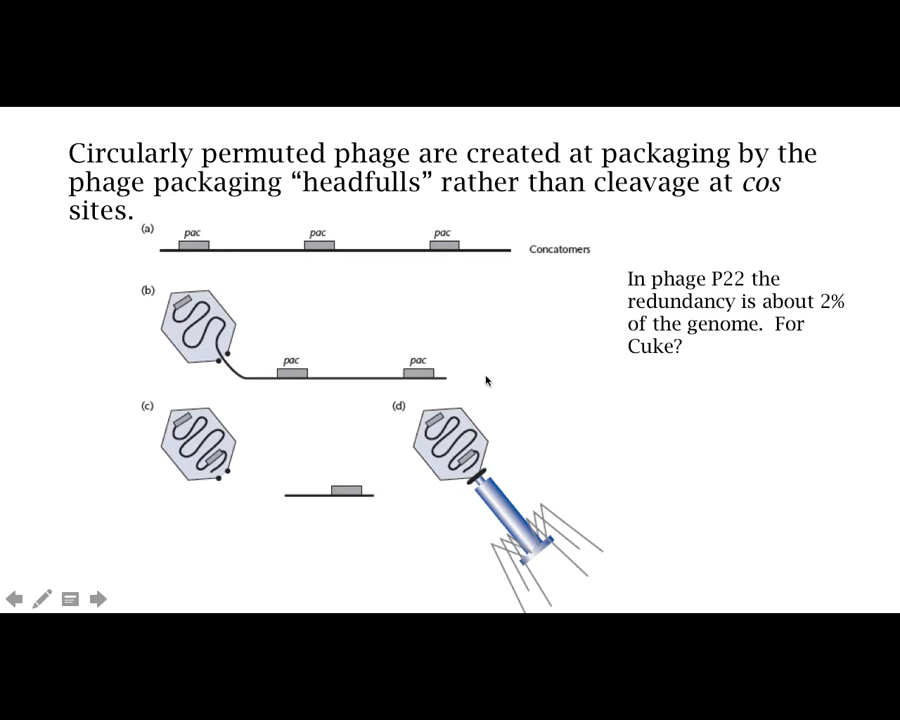 Circularly permuted phage are created at packaging by the
phage packaging “headfulls” rather than cleavage at cos
sites.
(a)
pac pac pac
Concatomers
In phage P22 the
redundancy is about 2%
of the genome. For
Cuke?
(b)
pac pac
(c)
(d)